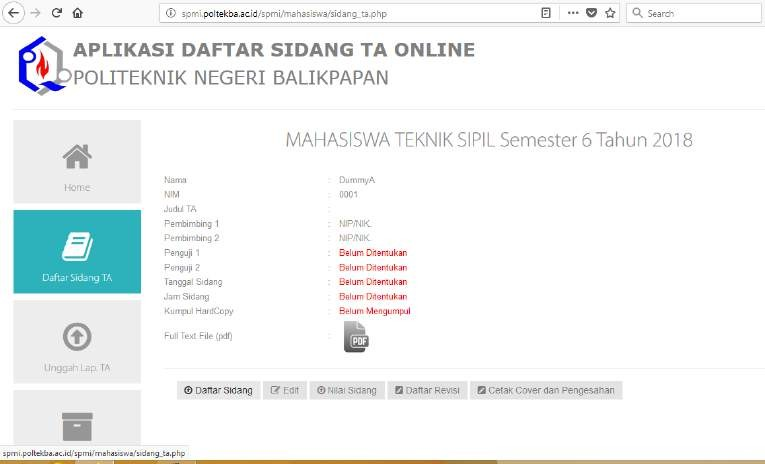 spmi.poltekba.ac.id/spmi/mahasiswa/sidang_ta.php
Search
APLIKASI DAFTAR SIDANG TA ONLINE
POLITEKNIK NEGERI BALIKPAPAN
Home
Daftar Sidang TA
Unggah Lap. TA
MAHASISWA TEKNIK SIPIL Semester 6 Tahun 2018
Nama : DummyA
NIM : 0001
Judul TA :
Pembimbing 1 : NIP/NIK.
Pembimbing 2 : NIP/NIK.
Penguji 1 : Belum Ditentukan
Penguji 2 : Belum Ditentukan
Tanggal Sidang : Belum Ditentukan
Jam Sidang : Belum Ditentukan
Kumpul HardCopy : Belum Mengumpul
Full Text File (pdf) : PDF
Daftar Sidang Edit Nilai Sidang Daftar Revisi Cetak Cover dan Pengesahan
spmi.poltekba.ac.id/spmi/mahasiswa/sidang_ta.php